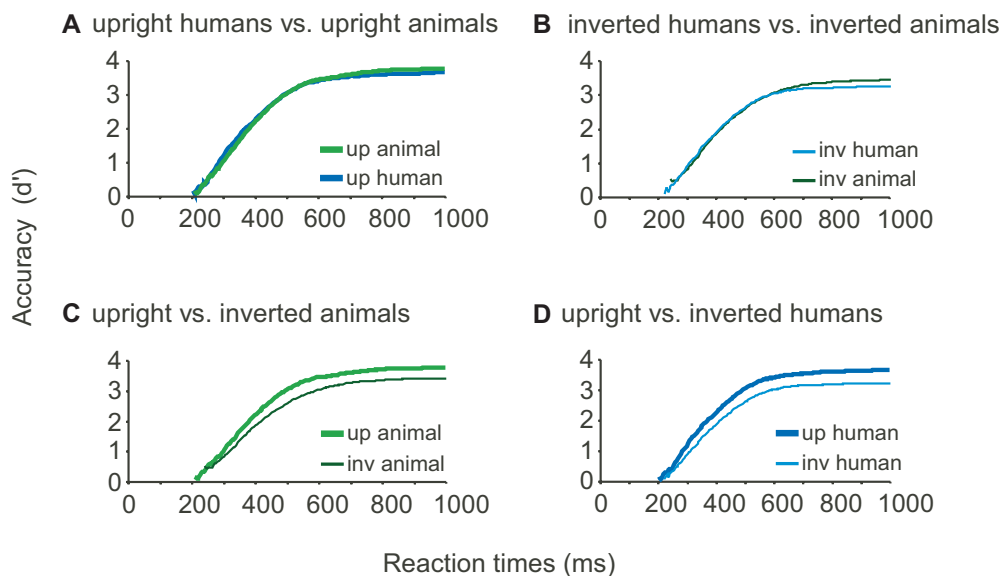 A upright humans vs. upright animals
4
3
2
1
0
up animal
up human
0 200 400 600 800 1000
B inverted humans vs. inverted animals
4
3
2
1
0
inv human
inv animal
0 200 400 600 800 1000
Accuracy (d')
C upright vs. inverted animals
4
3
2
1
0
up animal
inv animal
0 200 400 600 800 1000
D upright vs. inverted humans
4
3
2
1
0
up human
inv human
0 200 400 600 800 1000
Reaction times (ms)